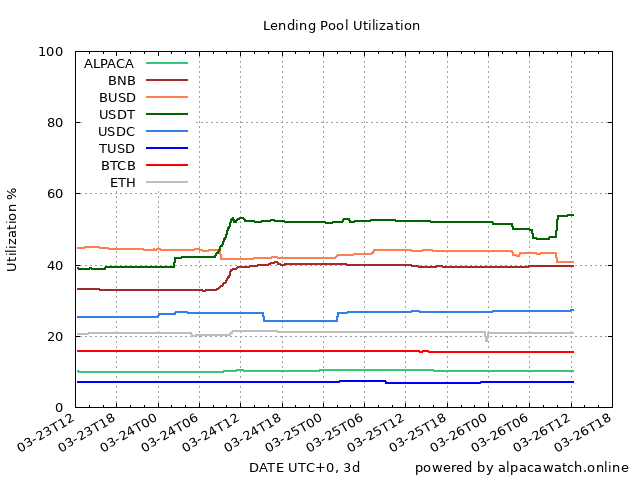 Lending Pool Utilization
100
80
60
40
20
0
Utilization %
ALPACA
BNB
BUSD
USDT
USDC
TUSD
BTCB
ETH
03-23T12
03-23T18
03-24T00
03-24T06
03-24T12
03-24T18
03-25T00
03-25T06
03-25T12
03-25T18
03-26T00
03-26T06
03-26T12
03-26T18
DATE UTC+0, 3d
powered by alpacawatch.online